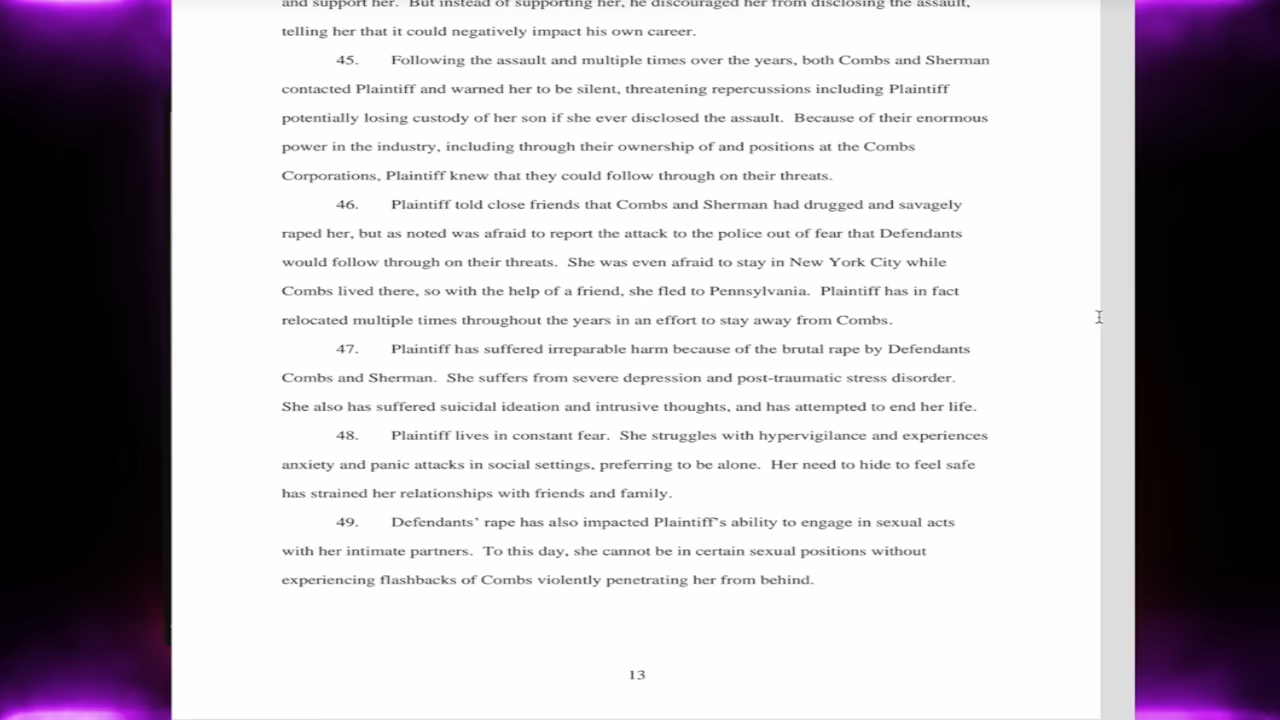 and support her. But instead of supporting her, he discouraged her from disclosing the assault,
telling her that it could negatively impact his own career.
45. Following the assault and multiple times over the years, both Combs and Sherman
contacted Plaintiff and warned her to be silent, threatening repercussions including Plaintiff
potentially losing custody of her son if she ever disclosed the assault. Because of their enormous
power in the industry, including through their ownership of and positions at the Combs
Corporations, Plaintiff knew that they could follow through on their threats.
46. Plaintiff told close friends that Combs and Sherman had drugged and savagely
raped her, but as noted was afraid to report the attack to the police out of fear that Defendants
would follow through on their threats. She was even afraid to stay in New York City while
Combs lived there, so with the help of a friend, she fled to Pennsylvania. Plaintiff has in fact
relocated multiple times throughout the years in an effort to stay away from Combs.
47. Plaintiff has suffered irreparable harm because of the brutal rape by Defendants
Combs and Sherman. She suffers from severe depression and post-traumatic stress disorder.
She also has suffered suicidal ideation and intrusive thoughts, and has attempted to end her life.
48. Plaintiff lives in constant fear. She struggles with hypervigilance and experiences
anxiety and panic attacks in social settings, preferring to be alone. Her need to hide to feel safe
has strained her relationships with friends and family.
49. Defendants’ rape has also impacted Plaintiff’s ability to engage in sexual acts
with her intimate partners. To this day, she cannot be in certain sexual positions without
experiencing flashbacks of Combs violently penetrating her from behind.
13